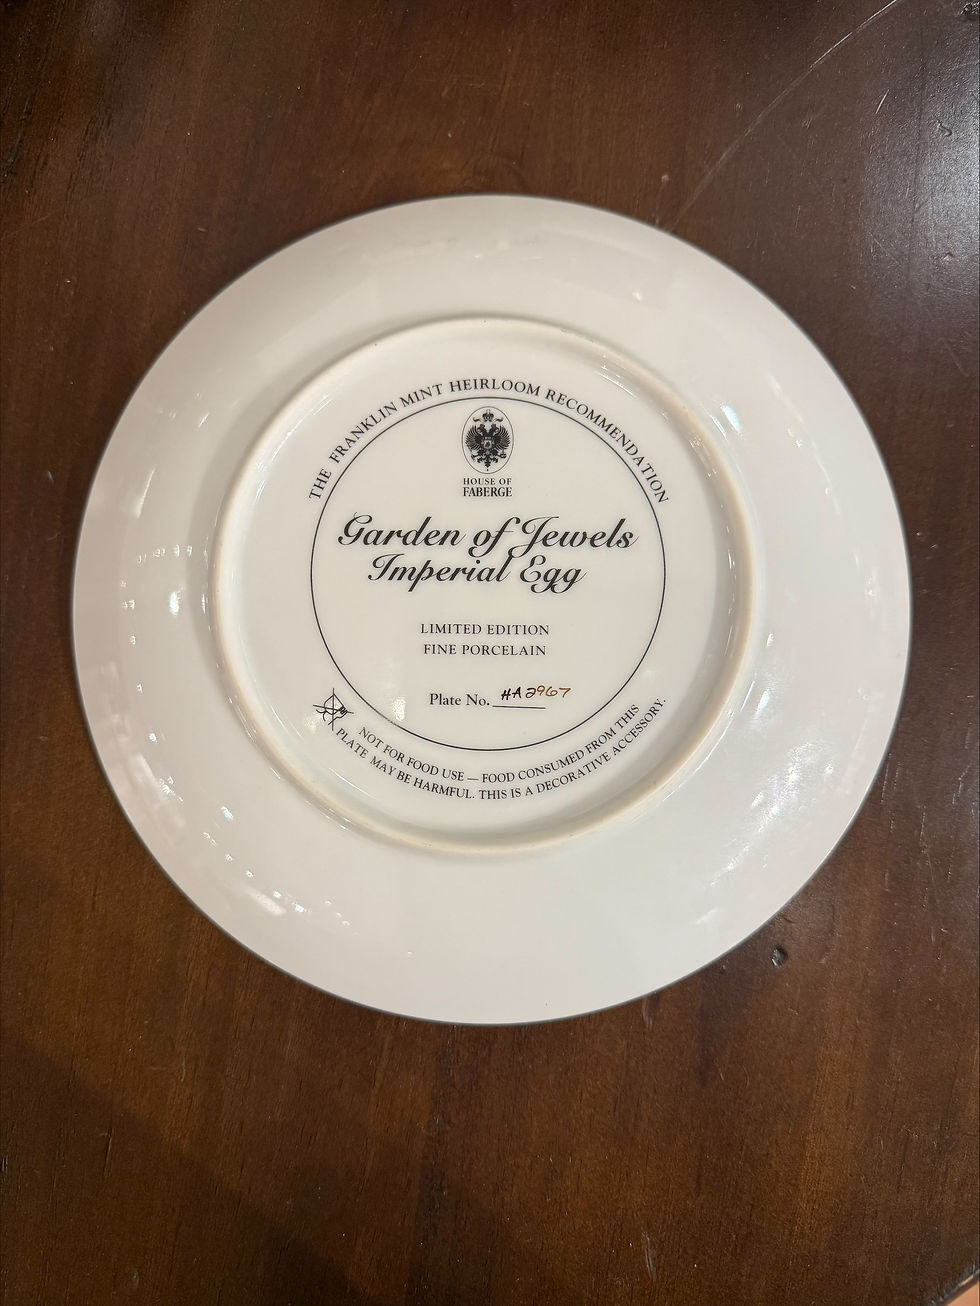 THE FRANKLIN MINT HEIRLOOM RECOMMENDATION
HOUSE OF
FABERGE
Garden of Jewels
Imperial Egg
LIMITED EDITION
FINE PORCELAIN
Plate No. HA2967
NOT FOR FOOD USE — FOOD CONSUMED FROM THIS
PLATE MAY BE HARMFUL. THIS IS A DECORATIVE ACCESSORY.